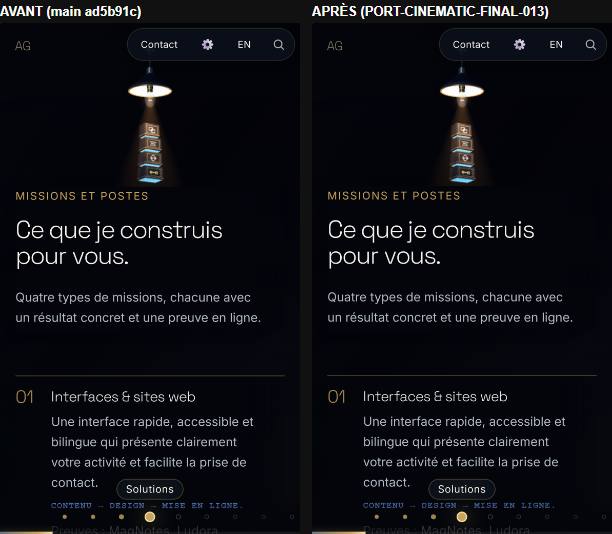 AVANT (main ad5b91c)
AG
Contact
EN
MISSIONS ET POSTES
Ce que je construis
pour vous.
Quatre types de missions, chacune avec
un résultat concret et une preuve en ligne.
01
Interfaces & sites web
Une interface rapide, accessible et
bilingue qui présente clairement
votre activité et facilite la prise de
contact.
Solutions
CONTENU → DESIGN → MISE EN LIGNE.
Preuves : MagNotes, Ludora
APRÈS (PORT-CINEMATIC-FINAL-013)
AG
Contact
EN
MISSIONS ET POSTES
Ce que je construis
pour vous.
Quatre types de missions, chacune avec
un résultat concret et une preuve en ligne.
01
Interfaces & sites web
Une interface rapide, accessible et
bilingue qui présente clairement
votre activité et facilite la prise de
contact.
Solutions
CONTENU → DESIGN → MISE EN LIGNE.
Preuves : MagNotes, Ludora